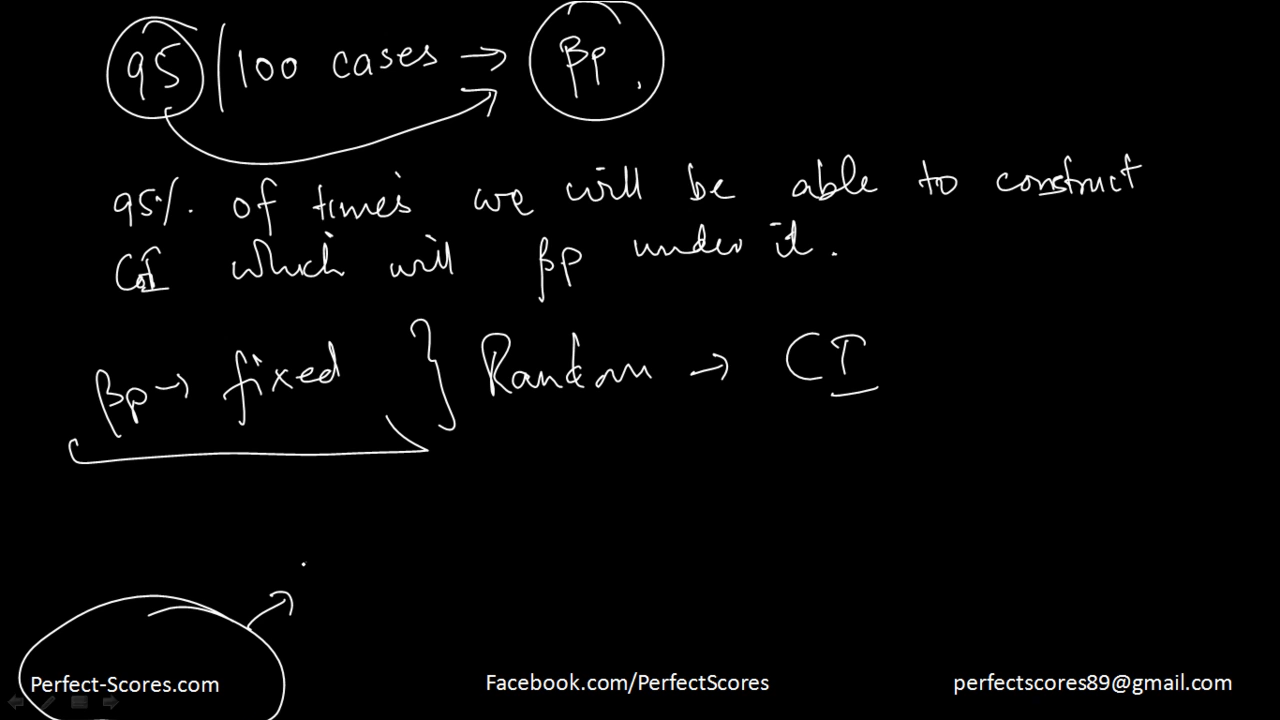 95 | 100 cases → βp.
95%. of times we will be able to construct
CI which will βp under it.
βp → fixed } Random → CI
Perfect-Scores.com Facebook.com/PerfectScores perfectscores89@gmail.com